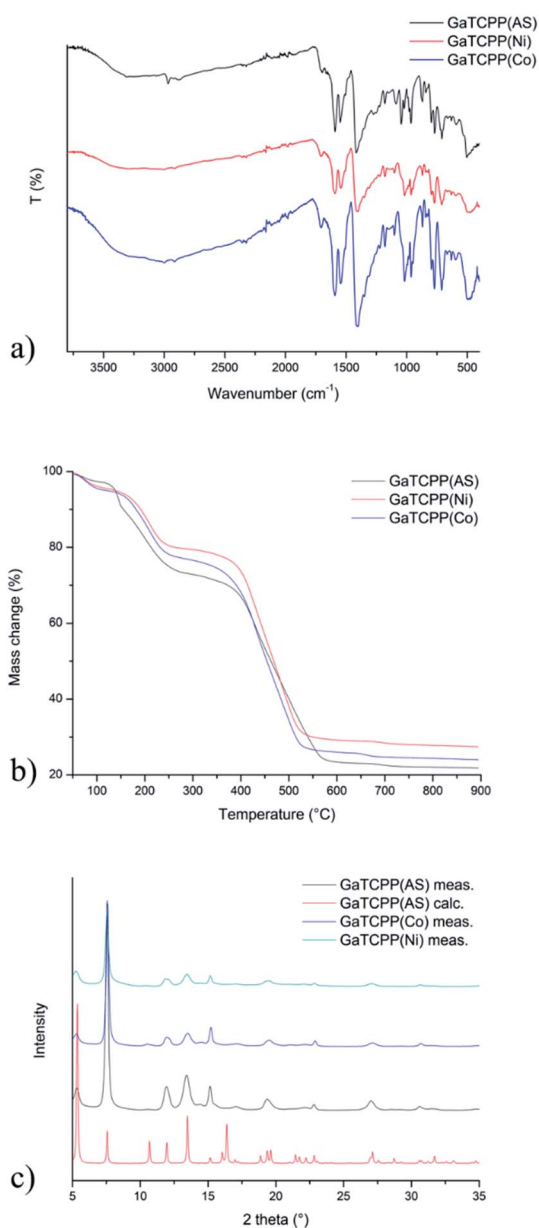 GaTCPP(AS)
GaTCPP(Ni)
GaTCPP(Co)
T (%)
a)
3500 3000 2500 2000 1500 1000 500
Wavenumber (cm-1)
GaTCPP(AS)
GaTCPP(Ni)
GaTCPP(Co)
100
80
60
40
20
Mass change (%)
b)
100 200 300 400 500 600 700 800 900
Temperature (°C)
GaTCPP(AS) meas.
GaTCPP(AS) calc.
GaTCPP(Co) meas.
GaTCPP(Ni) meas.
Intensity
c)
5 10 15 20 25 30 35
2 theta (°)